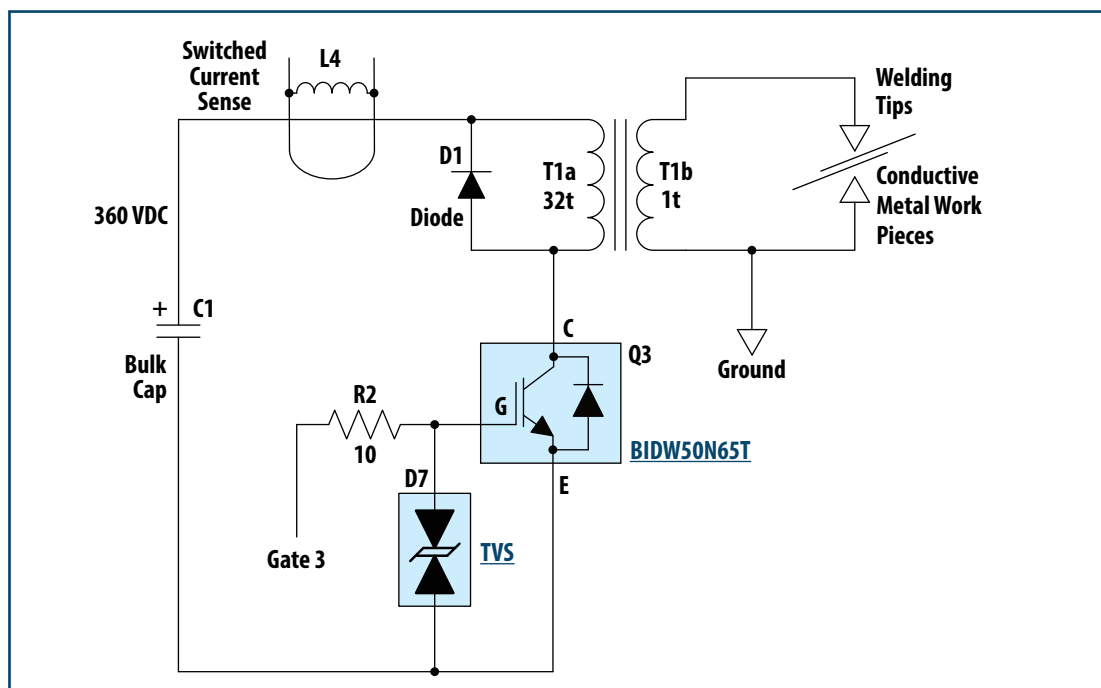 Switched
Current
Sense
L4
Welding
Tips
D1
T1a
32t
T1b
1t
Diode
Conductive
Metal Work
Pieces
360 VDC
+
C1
Bulk
Cap
C
Q3
Ground
R2
10
G
BIDW50N65T
D7
E
Gate 3
TVS